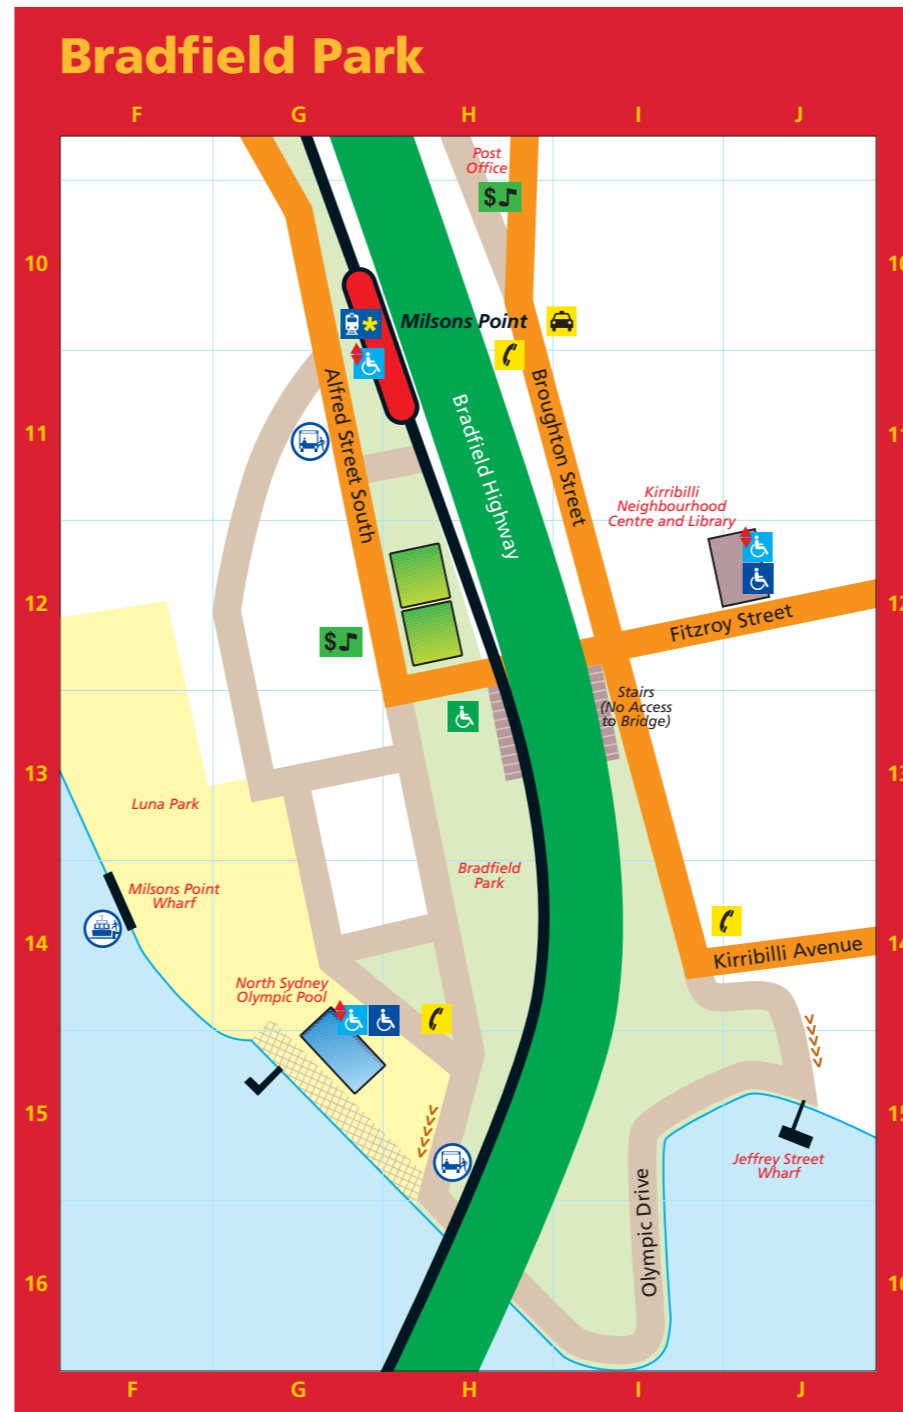 Bradfield Park
F G H I J
Post
Office
$
10
10
Milsons Point
Alfred Street South
Bradfield Highway
Broughton Street
11
11
Kirribilli
Neighbourhood
Centre and Library
12
12
Fitzroy Street
$
Stairs
(No Access
to Bridge)
13
13
Luna Park
Bradfield
Park
Milsons Point
Wharf
14
14
Kirribilli Avenue
North Sydney
Olympic Pool
15
15
Jeffrey Street
Wharf
Olympic Drive
16
16
F G H I J